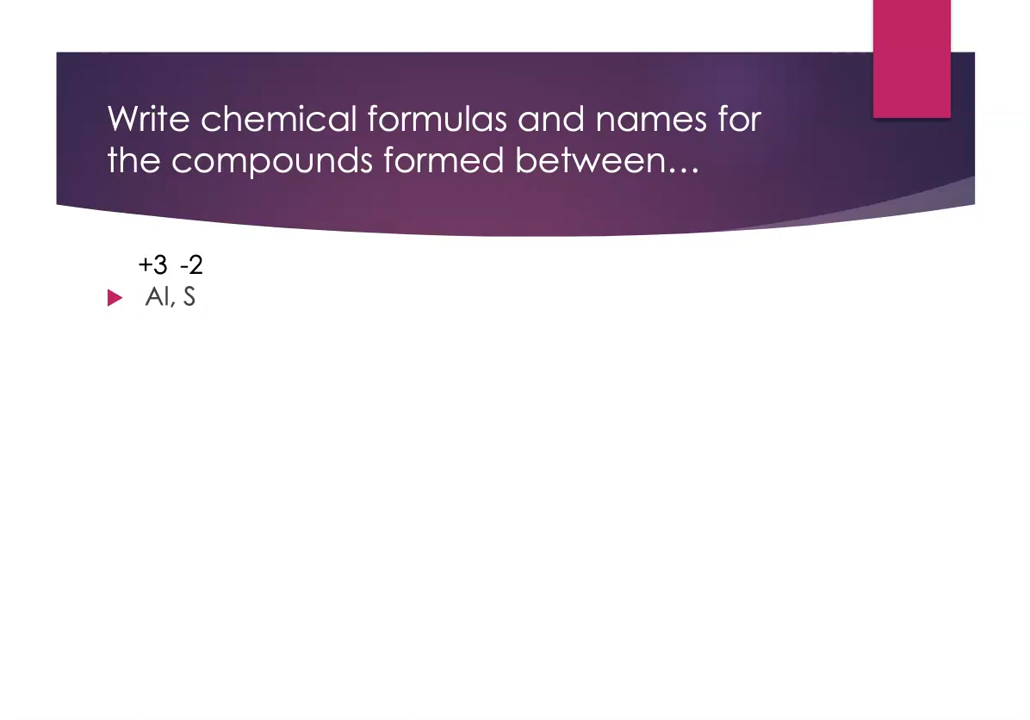 Write chemical formulas and names for
the compounds formed between…
+3 -2
Al, S